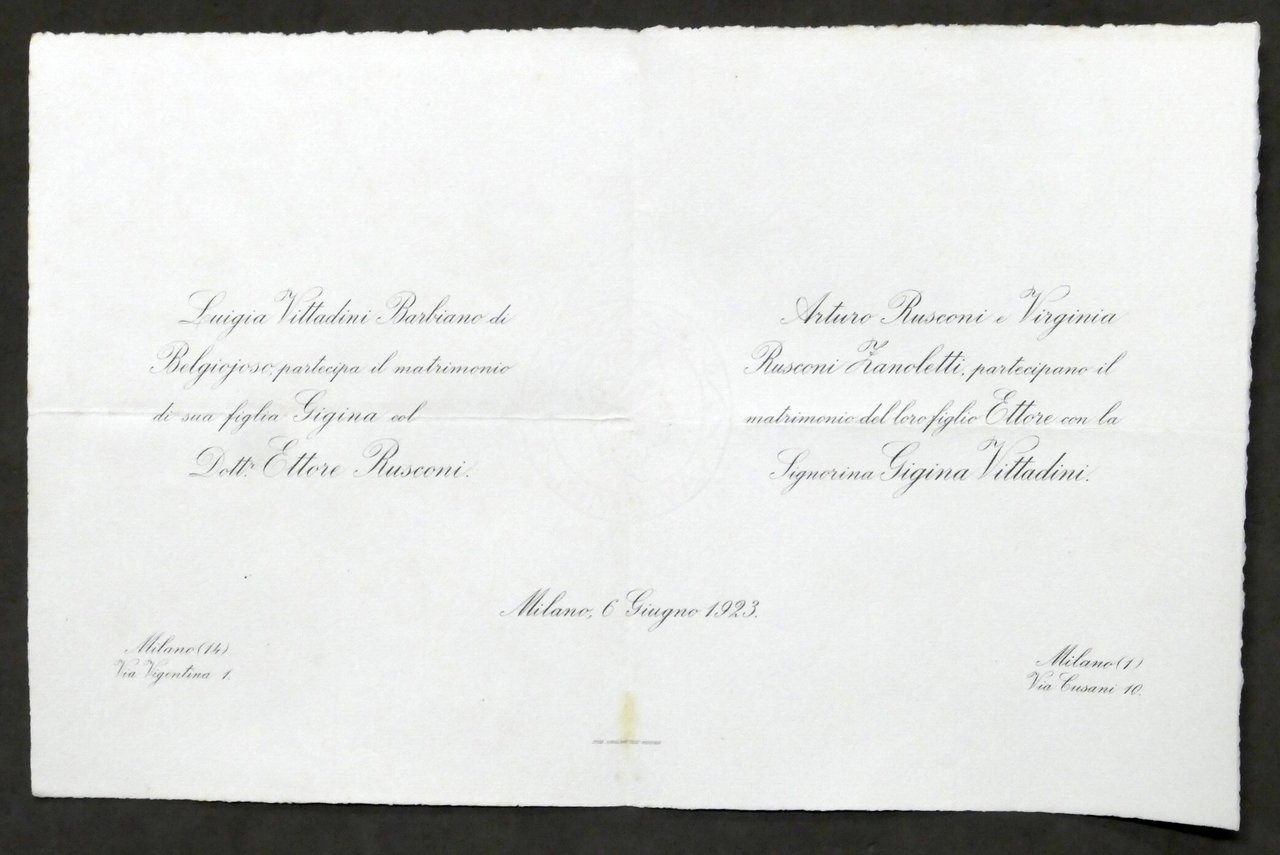 Luigia Vittadini Barbiano di
Belgiojoso, partecipa il matrimonio
di sua figlia Gigina col
Dottr. Ettore Rusconi.
Arturo Rusconi e Virginia
Rusconi Zanoletti, partecipano il
matrimonio del loro figlio Ettore con la
Signorina Gigina Vittadini.
Milano, 6 Giugno 1923.
Milano (14)
Via Vigentina 1.
Milano (1)
Via Cusani 10.